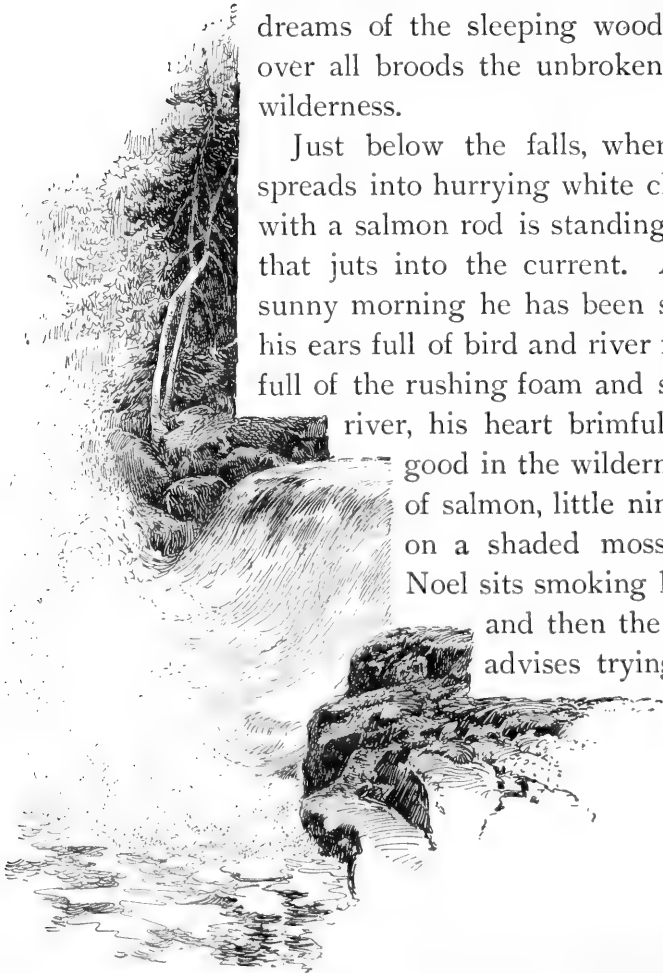 dreams of the sleeping wood
over all broods the unbroken
wilderness.
Just below the falls, wher
spreads into hurrying white c
with a salmon rod is standing
that juts into the current.
sunny morning he has been s
his ears full of bird and river
full of the rushing foam and s
river, his heart brimful
good in the wildern
of salmon, little nin
on a shaded moss
Noel sits smoking
and then the
advises trying